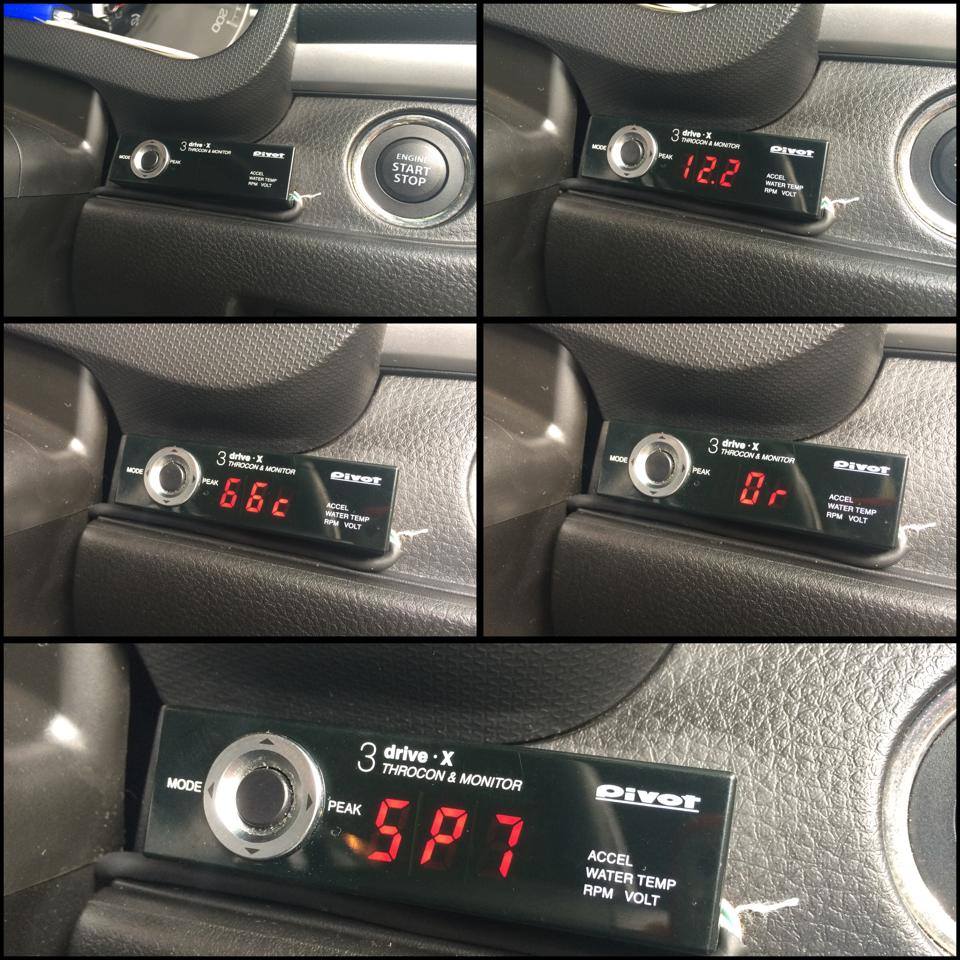 200
3 drive·X
THROCON & MONITOR
MODE
PEAK
pivot
ACCEL
WATER TEMP
RPM VOLT
ENGINE
START
STOP
3 drive·X
THROCON & MONITOR
MODE
PEAK
12.2
pivot
ACCEL
WATER TEMP
RPM VOLT
3 drive·X
THROCON & MONITOR
MODE
PEAK
66c
pivot
ACCEL
WATER TEMP
RPM VOLT
3 drive·X
THROCON & MONITOR
MODE
PEAK
0r
pivot
ACCEL
WATER TEMP
RPM VOLT
3 drive·X
THROCON & MONITOR
MODE
PEAK
SP7
pivot
ACCEL
WATER TEMP
RPM VOLT